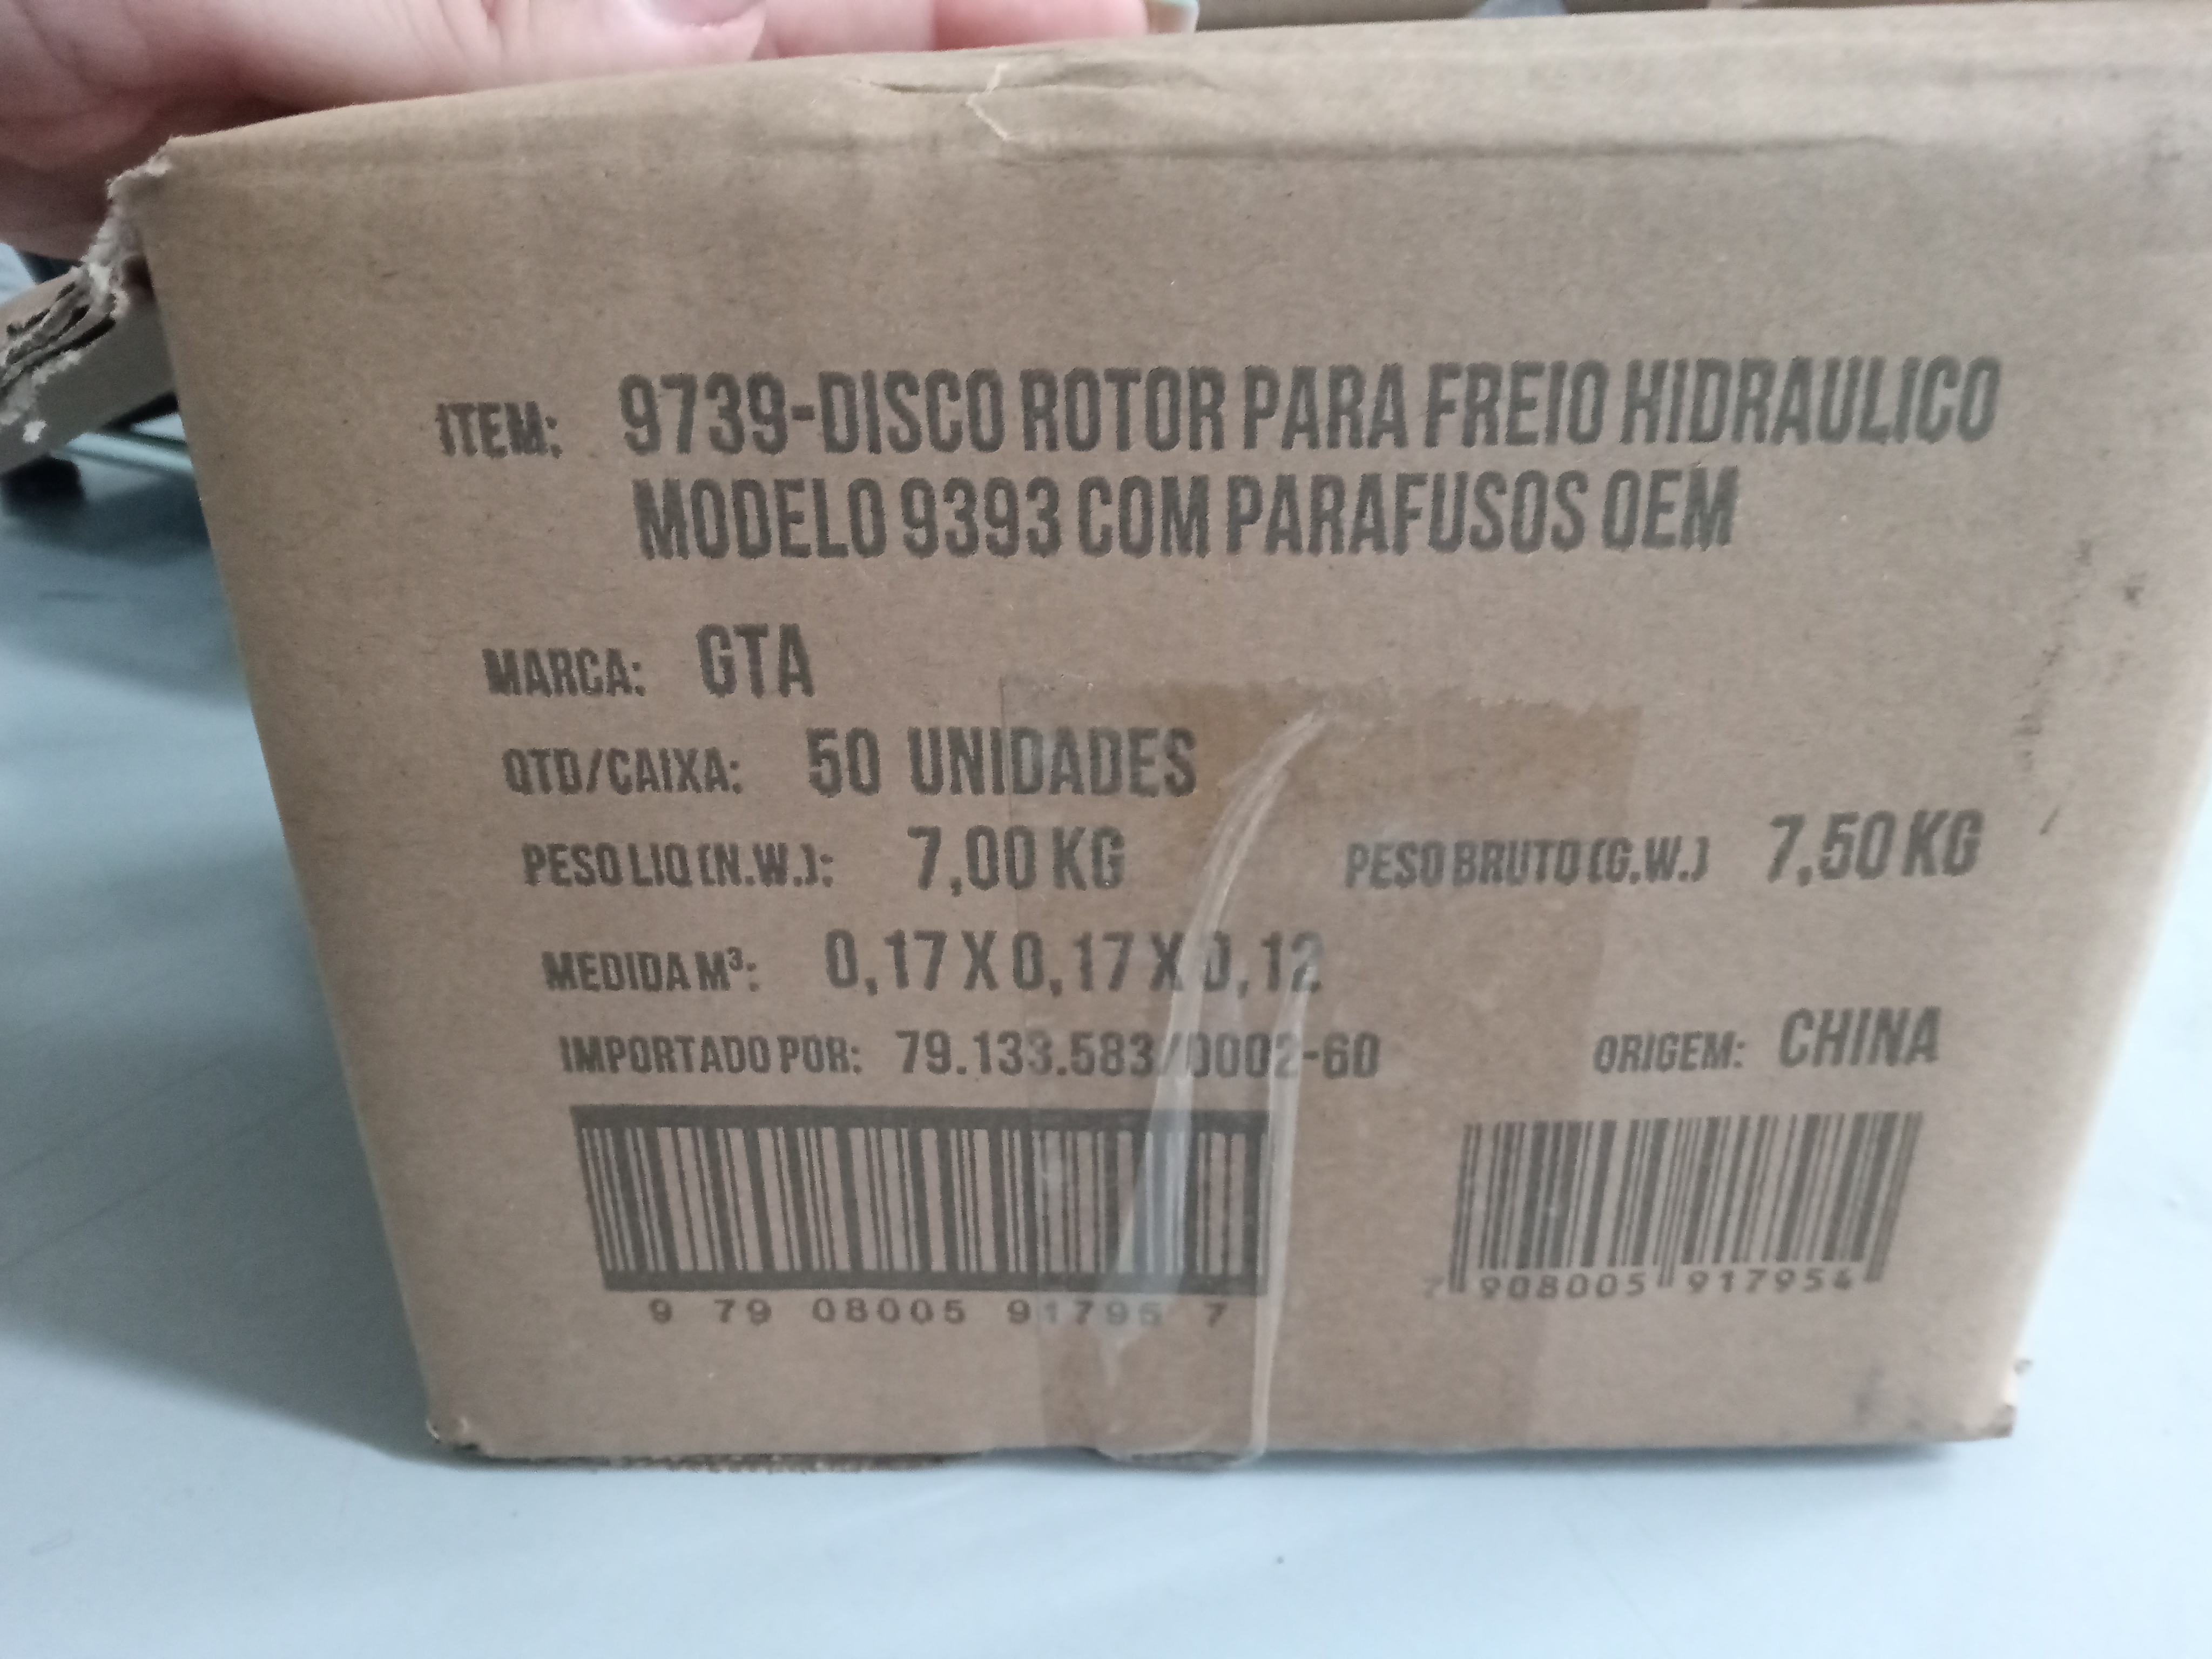 ITEM: 9739-DISCO ROTOR PARA FREIO HIDRAULICO
MODELO 9393 COM PARAFUSOS OEM
MARCA: GTA
QTD/CAIXA: 50 UNIDADES
PESO LIQ (N.W.): 7,00 KG PESO BRUTO (G.W.) 7,50 KG
MEDIDA M³: 0,17 X 0,17 X 0,12
IMPORTADO POR: 79.133.583/0002-60 ORIGEM: CHINA
9 79 08005 91795 7 7 908005 917954